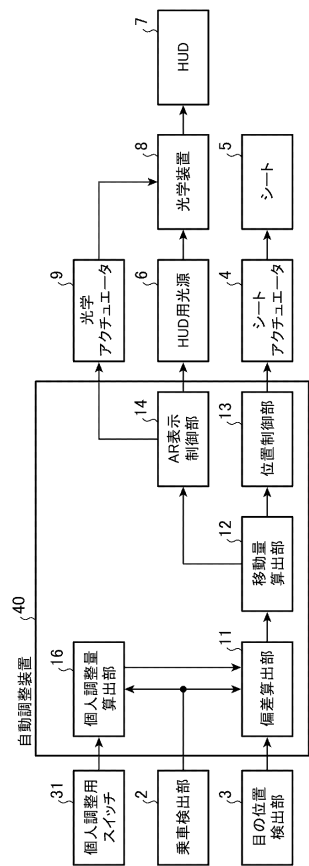 自動調整装置
40
31
個人調整用
スイッチ
16
個人調整量
算出部
2
乗車検出部
3
目の位置
検出部
11
偏差算出部
12
移動量
算出部
14
AR表示
制御部
13
位置制御部
9
光学
アクチュエータ
6
HUD用光源
4
シート
アクチュエータ
8
光学装置
5
シート
7
HUD